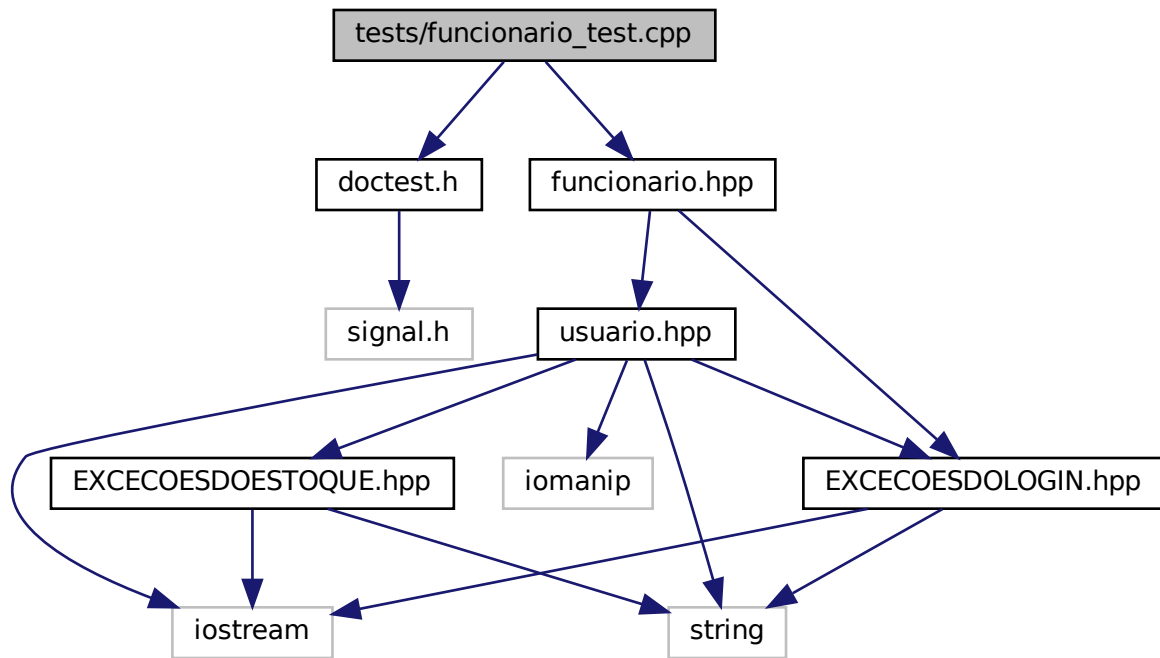 tests/funcionario_test.cpp
doctest.h
funcionario.hpp
signal.h
usuario.hpp
EXCECOESDOESTOQUE.hpp
iomanip
EXCECOESDOLOGIN.hpp
iostream
string